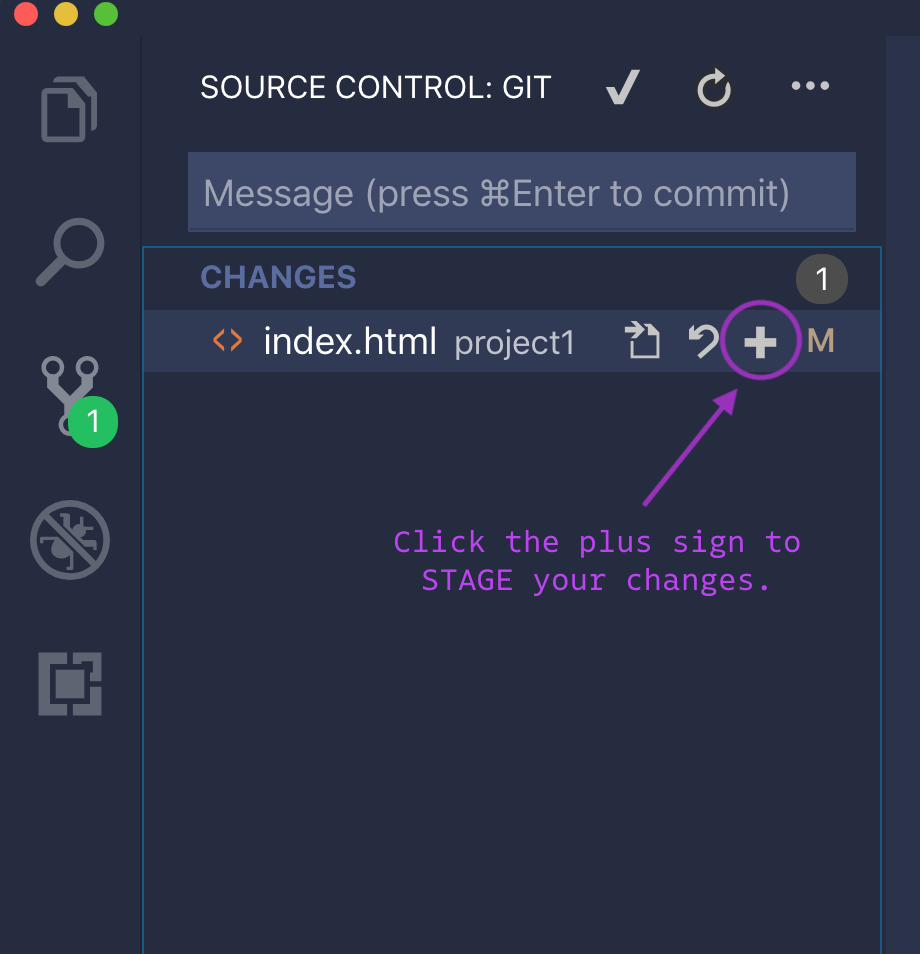 SOURCE CONTROL: GIT
Message (press ⌘Enter to commit)
CHANGES 1
index.html project1 M
1
Click the plus sign to
STAGE your changes.